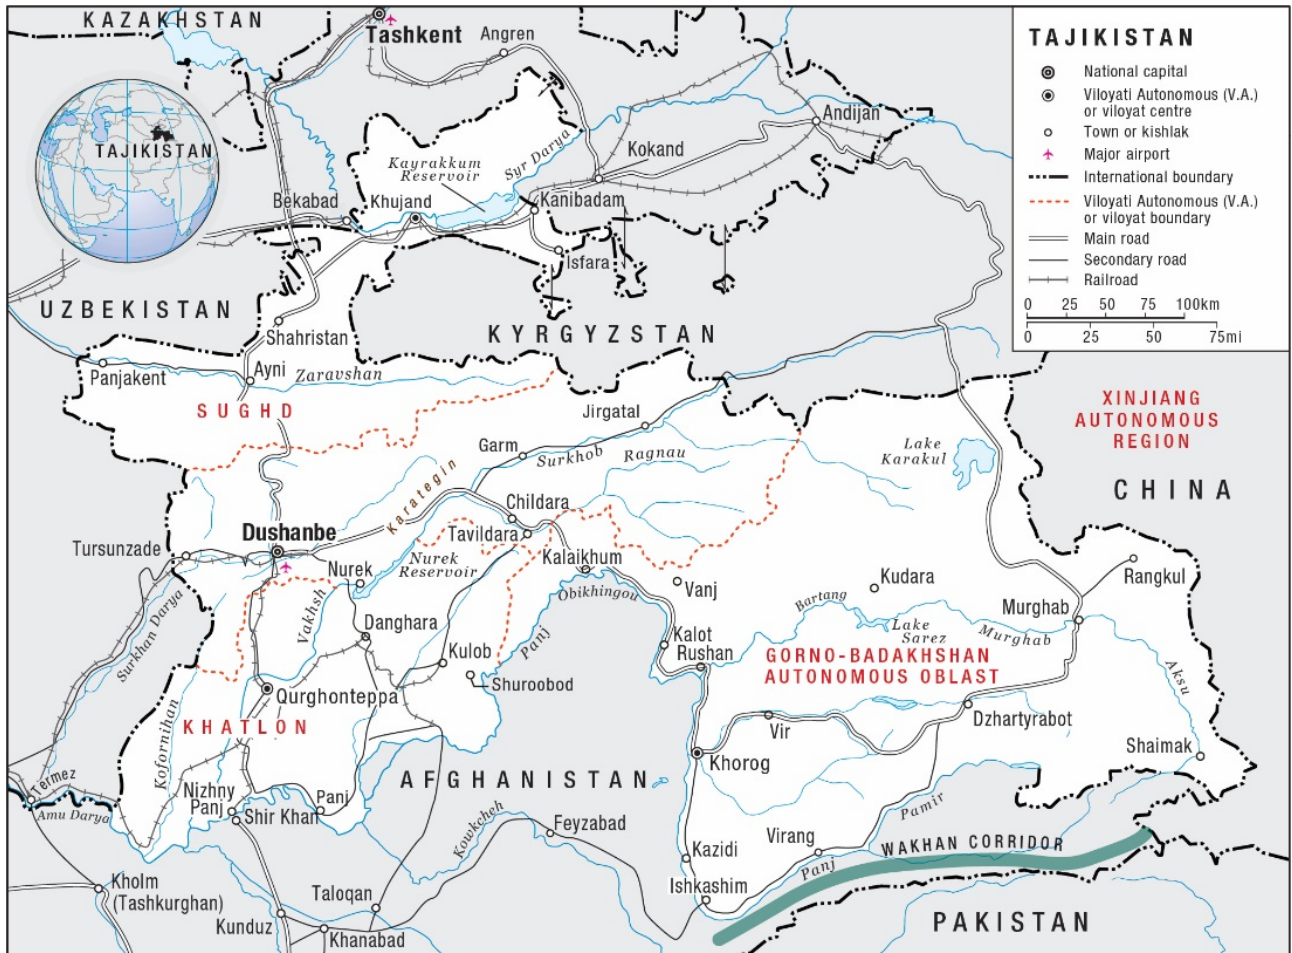 KAZAKHSTAN
Tashkent
Angren
TAJIKISTAN
National capital
Viloyati Autonomous (V.A.)
or viloyat centre
Town or kishlak
Major airport
International boundary
Viloyati Autonomous (V.A.)
or viloyat boundary
Main road
Secondary road
Railroad
0 25 50 75 100km
0 25 50 75mi
TAJIKISTAN
Andijan
Kokand
Kayrakkum
Reservoir
Syr Darya
Bekabad
Khujand
Kanibadam
Isfara
UZBEKISTAN
Shahristan
KYRGYZSTAN
Panjakent
Ayni
Zaravshan
SUGHD
Jirgatal
XINJIANG
AUTONOMOUS
REGION
Garm
Surkhob
Ragnau
Lake
Karakul
CHINA
Karategin
Childara
Dushanbe
Tavildara
Tursunzade
Nurek
Nurek
Reservoir
Kalaikhum
Rangkul
Vanj
Kudara
Obikhingou
Bartang
Murghab
Surkhan Darya
Vakhsh
Danghara
Panj
Lake
Sarez
Murghab
Kalot
Rushan
Kulob
GORNO-BADAKHSHAN
AUTONOMOUS OBLAST
Aksu
Shuroobod
Qurghonteppa
KHATLON
Kofornihan
Dzhartyrabot
Vir
Shaimak
Khorog
AFGHANISTAN
Termez
Amu Darya
Nizhny
Panj
Shir Khan
Panj
Kowkcheh
Feyzabad
Pamir
Virang
WAKHAN CORRIDOR
Kazidi
Panj
Kholm
(Tashkurghan)
Taloqan
Ishkashim
Kunduz
Khanabad
PAKISTAN